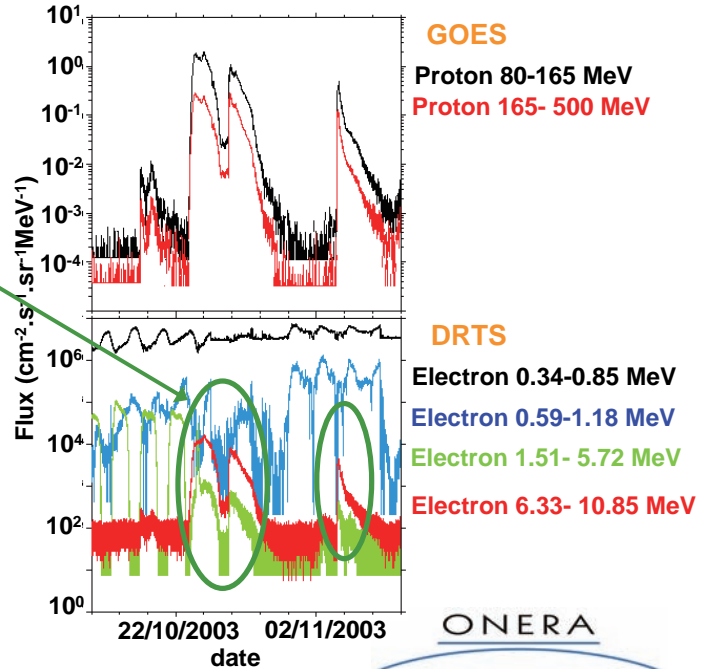 10¹
10⁰
10-¹
10-²
10-³
10-⁴
GOES
Proton 80-165 MeV
Proton 165- 500 MeV
Flux (cm⁻².s⁻¹.sr⁻¹MeV⁻¹)
10⁶
10⁴
10²
10⁰
DRTS
Electron 0.34-0.85 MeV
Electron 0.59-1.18 MeV
Electron 1.51- 5.72 MeV
Electron 6.33- 10.85 MeV
22/10/2003 02/11/2003
date
ONERA